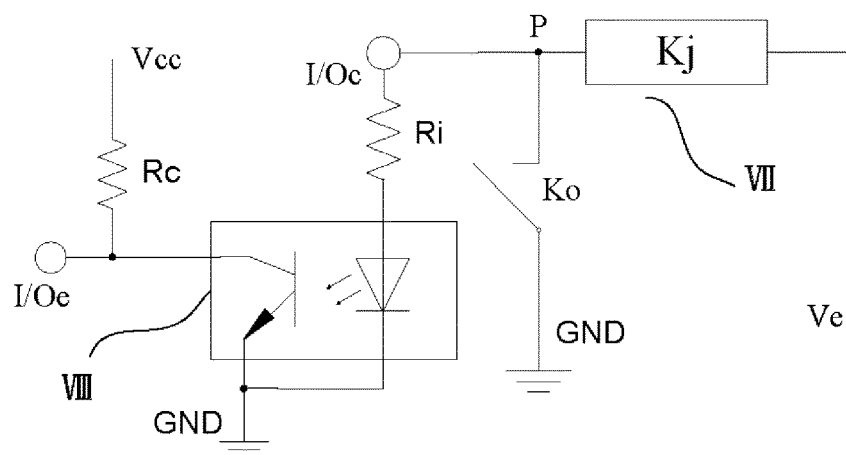 P
Vcc
I/Oc
Kj
Ri
Rc
Ko
Ⅶ
I/Oe
GND
Ve
Ⅷ
GND